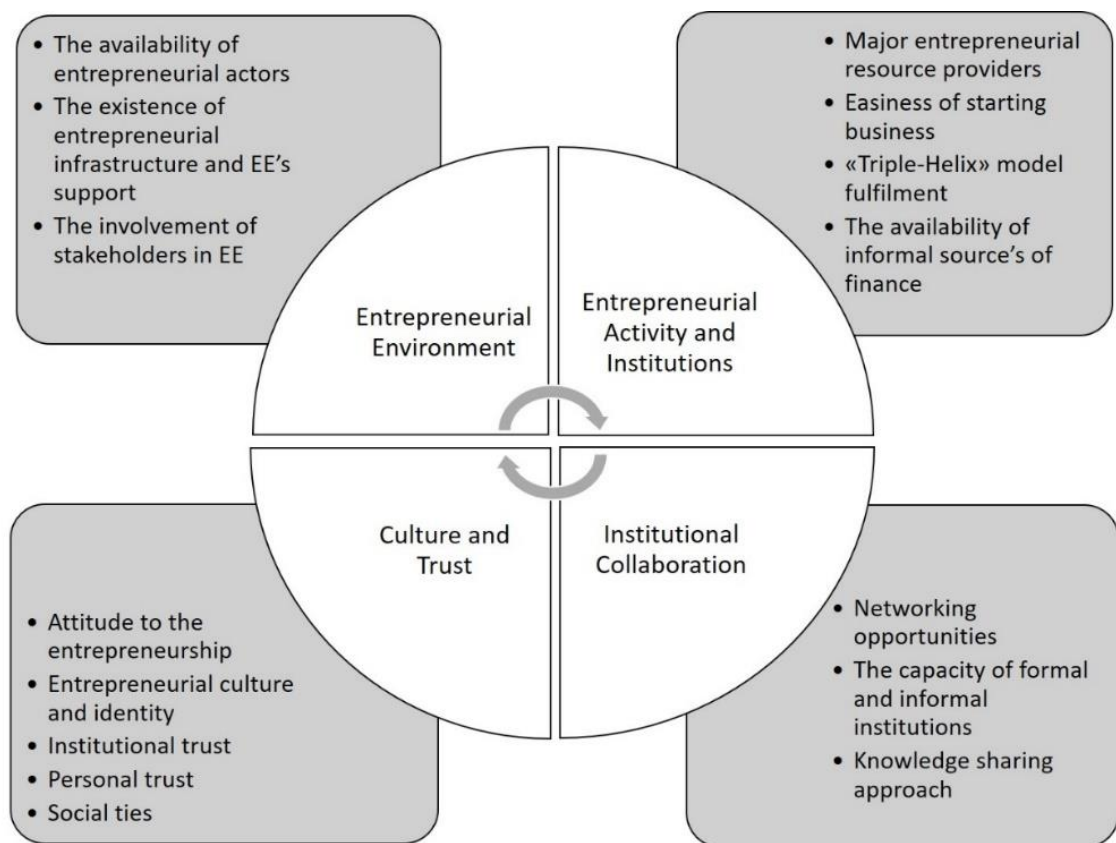 • The availability of
entrepreneurial actors
• The existence of
entrepreneurial
infrastructure and EE’s
support
• The involvement of
stakeholders in EE
• Major entrepreneurial
resource providers
• Easiness of starting
business
• «Triple-Helix» model
fulfilment
• The availability of
informal source’s of
finance
Entrepreneurial
Environment
Entrepreneurial
Activity and
Institutions
Culture and
Trust
Institutional
Collaboration
• Attitude to the
entrepreneurship
• Entrepreneurial culture
and identity
• Institutional trust
• Personal trust
• Social ties
• Networking
opportunities
• The capacity of formal
and informal
institutions
• Knowledge sharing
approach